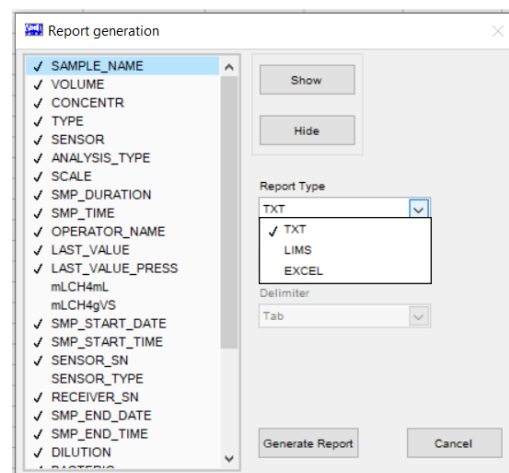 Report generation
✓ SAMPLE_NAME
✓ VOLUME
✓ CONCENTR
✓ TYPE
✓ SENSOR
✓ ANALYSIS_TYPE
✓ SCALE
✓ SMP_DURATION
✓ SMP_TIME
✓ OPERATOR_NAME
✓ LAST_VALUE
✓ LAST_VALUE_PRESS
mLCH4mL
mLCH4gVS
✓ SMP_START_DATE
✓ SMP_START_TIME
✓ SENSOR_SN
SENSOR_TYPE
✓ RECEIVER_SN
✓ SMP_END_DATE
✓ SMP_END_TIME
✓ DILUTION
Show
Hide
Report Type
TXT
✓ TXT
LIMS
EXCEL
Delimiter
Tab
Generate Report
Cancel